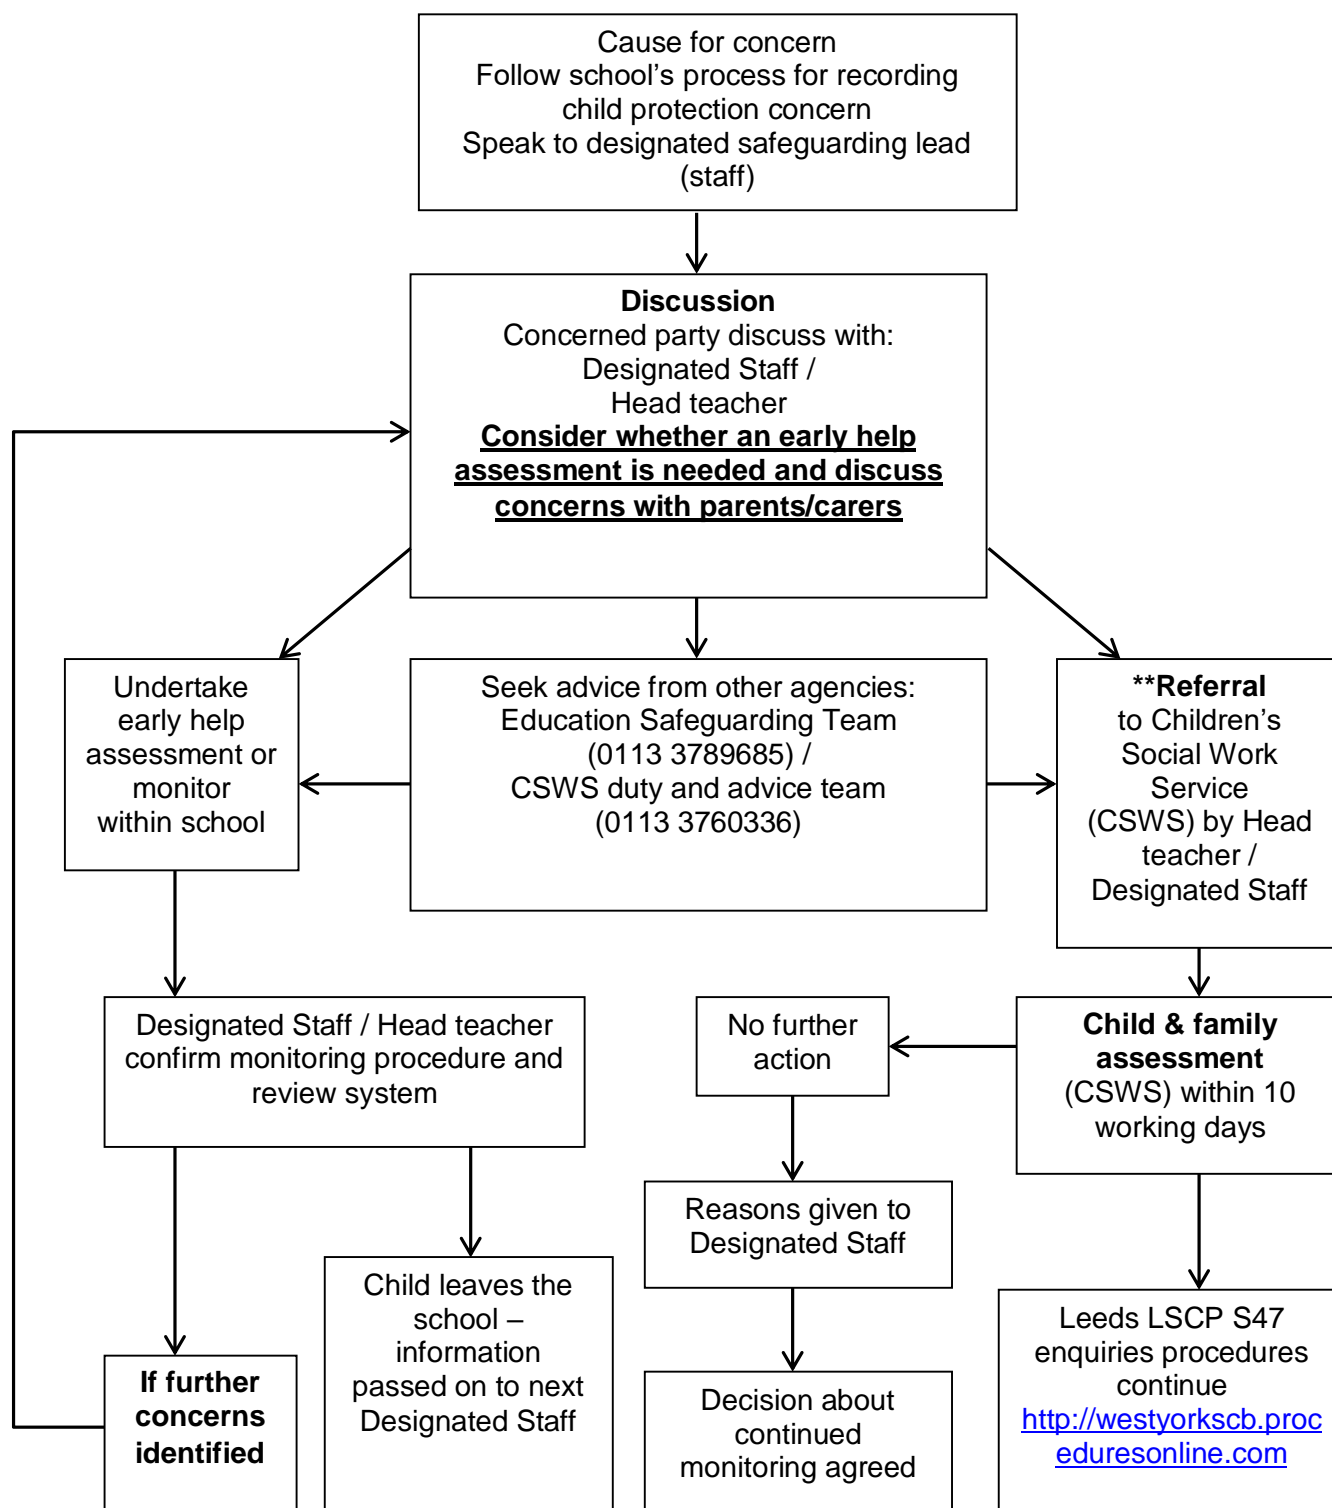 Cause for concern
Follow school’s process for recording
child protection concern
Speak to designated safeguarding lead
(staff)
Discussion
Concerned party discuss with:
Designated Staff /
Head teacher
Consider whether an early help
assessment is needed and discuss
concerns with parents/carers
Undertake
early help
assessment or
monitor
within school
Seek advice from other agencies:
Education Safeguarding Team
(0113 3789685) /
CSWS duty and advice team
(0113 3760336)
**Referral
to Children’s
Social Work
Service
(CSWS) by Head
teacher /
Designated Staff
Designated Staff / Head teacher
confirm monitoring procedure and
review system
No further
action
Child & family
assessment
(CSWS) within 10
working days
Reasons given to
Designated Staff
If further
concerns
identified
Child leaves the
school –
information
passed on to next
Designated Staff
Decision about
continued
monitoring agreed
Leeds LSCP S47
enquiries procedures
continue
http://westyorkscb.proc
eduresonline.com